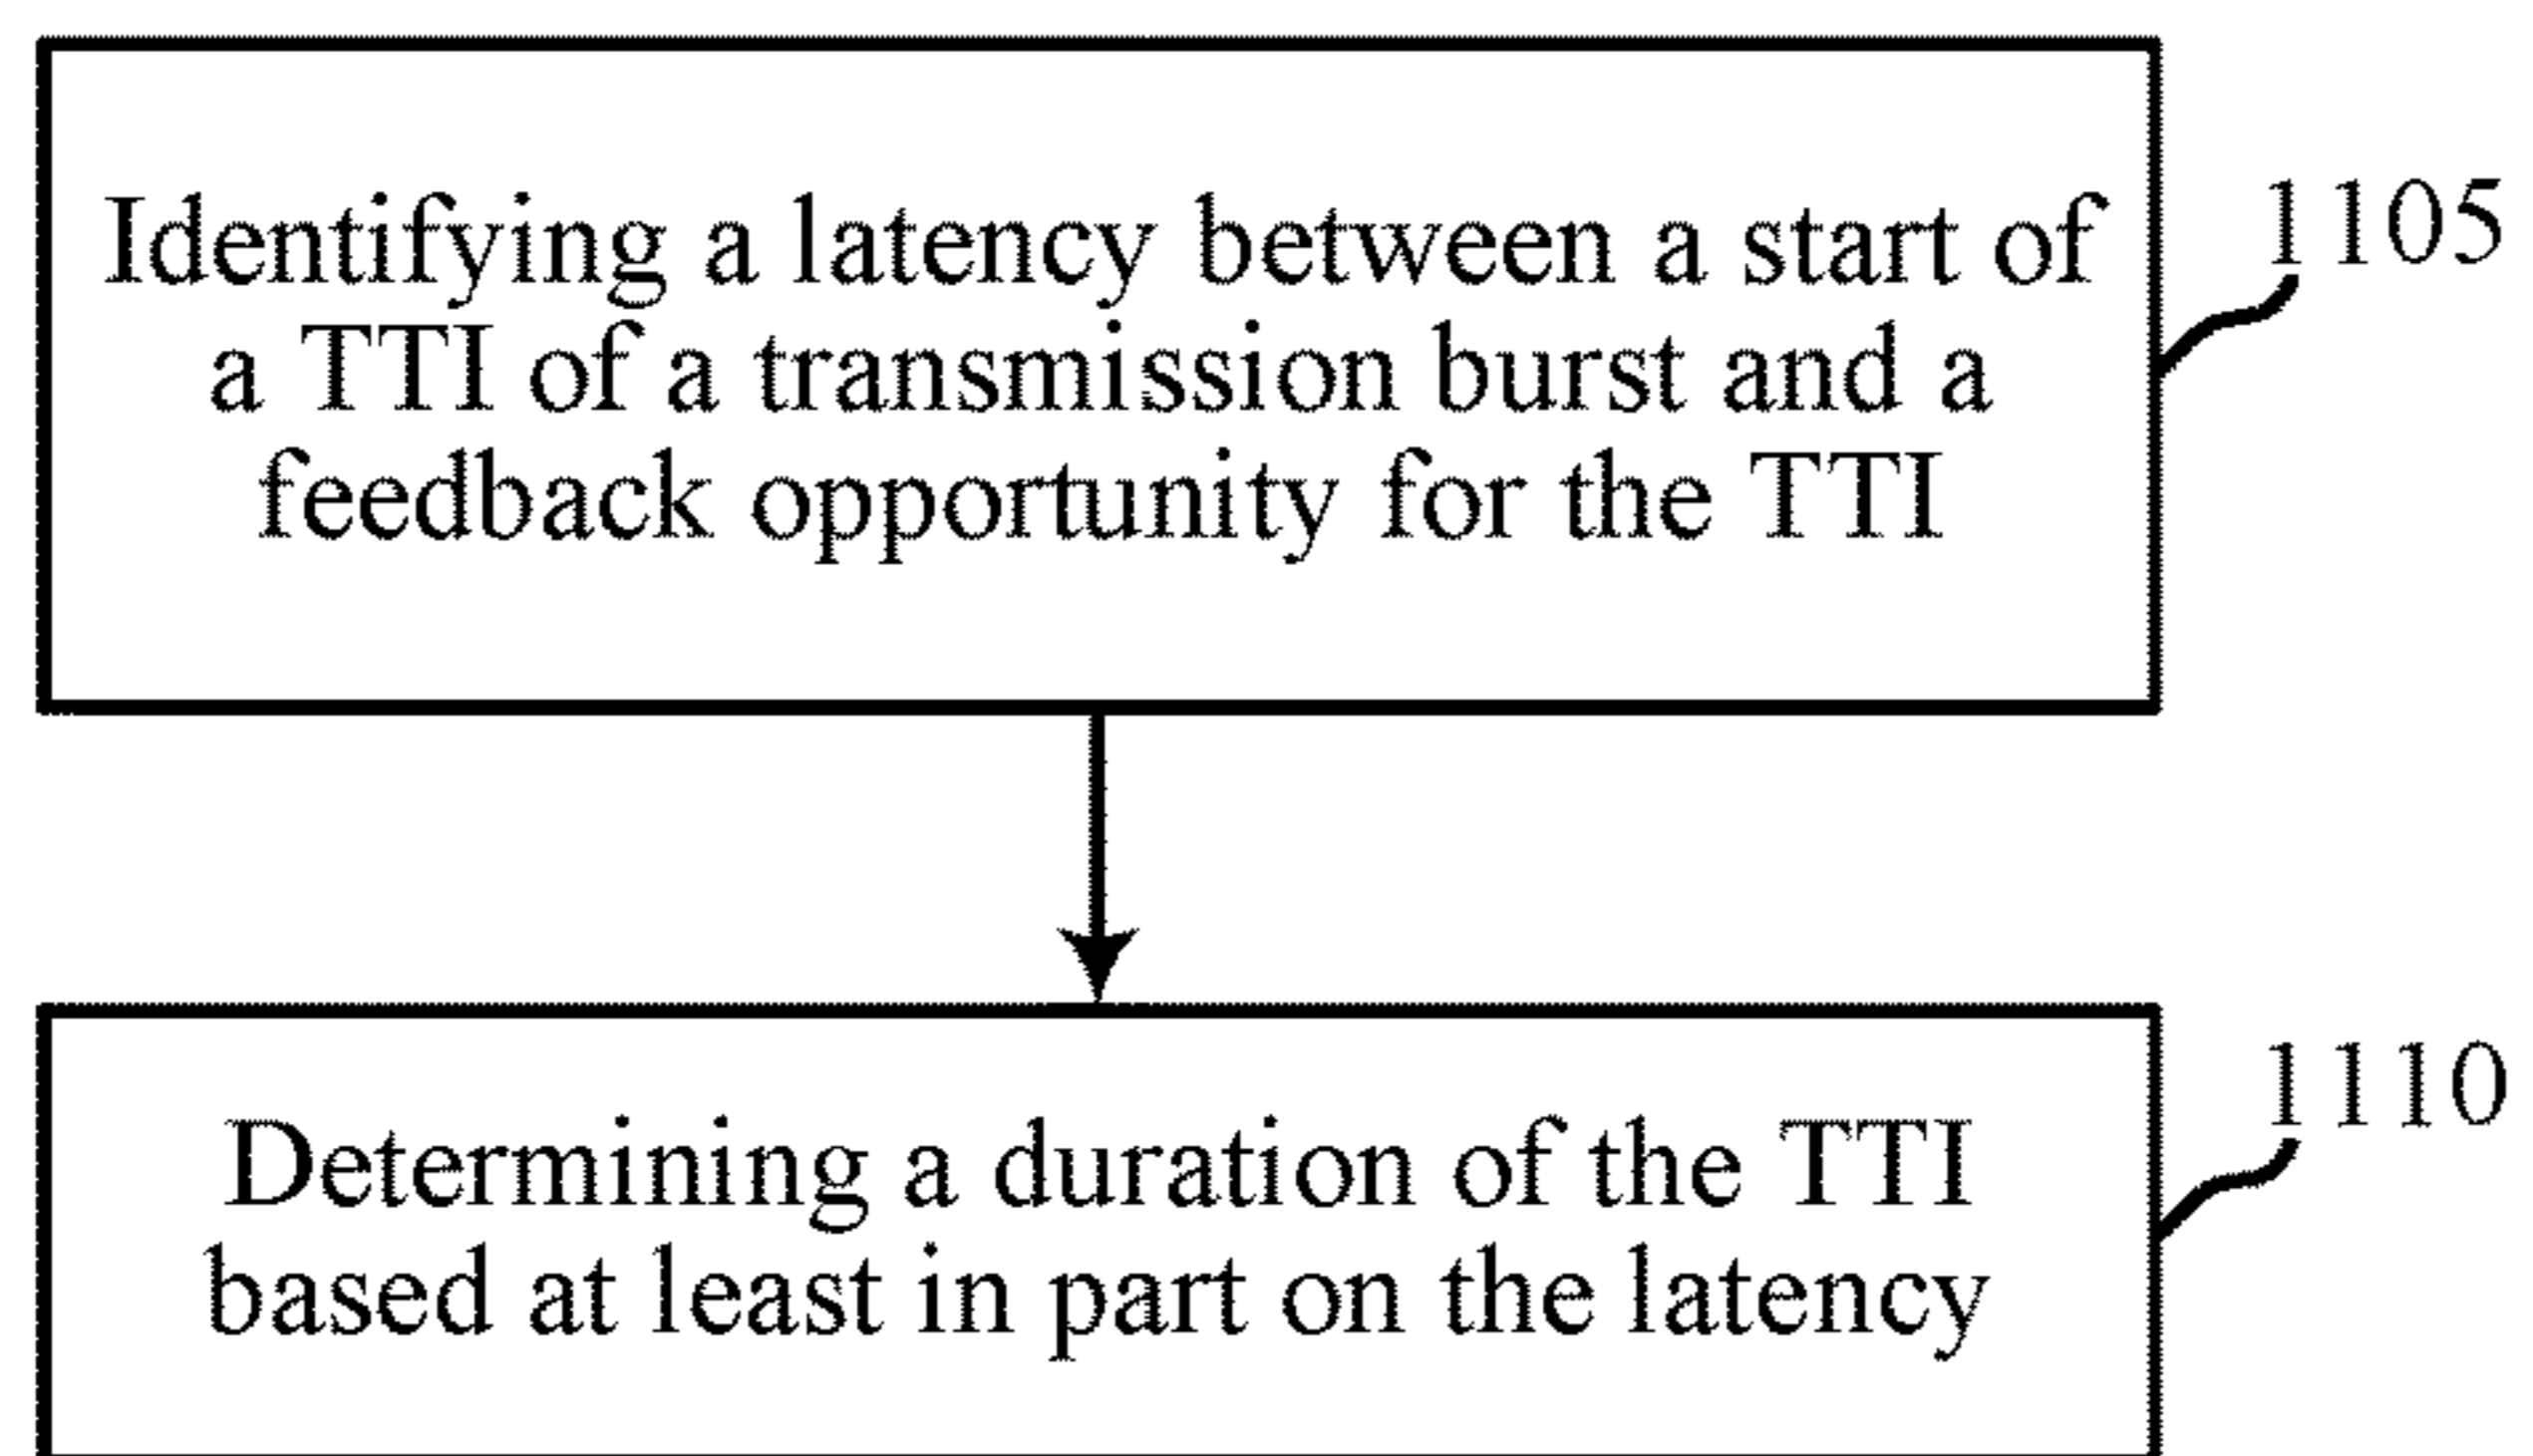 Identifying a latency between a start of
a TTI of a transmission burst and a
feedback opportunity for the TTI
1105
Determining a duration of the TTI
based at least in part on the latency
1110